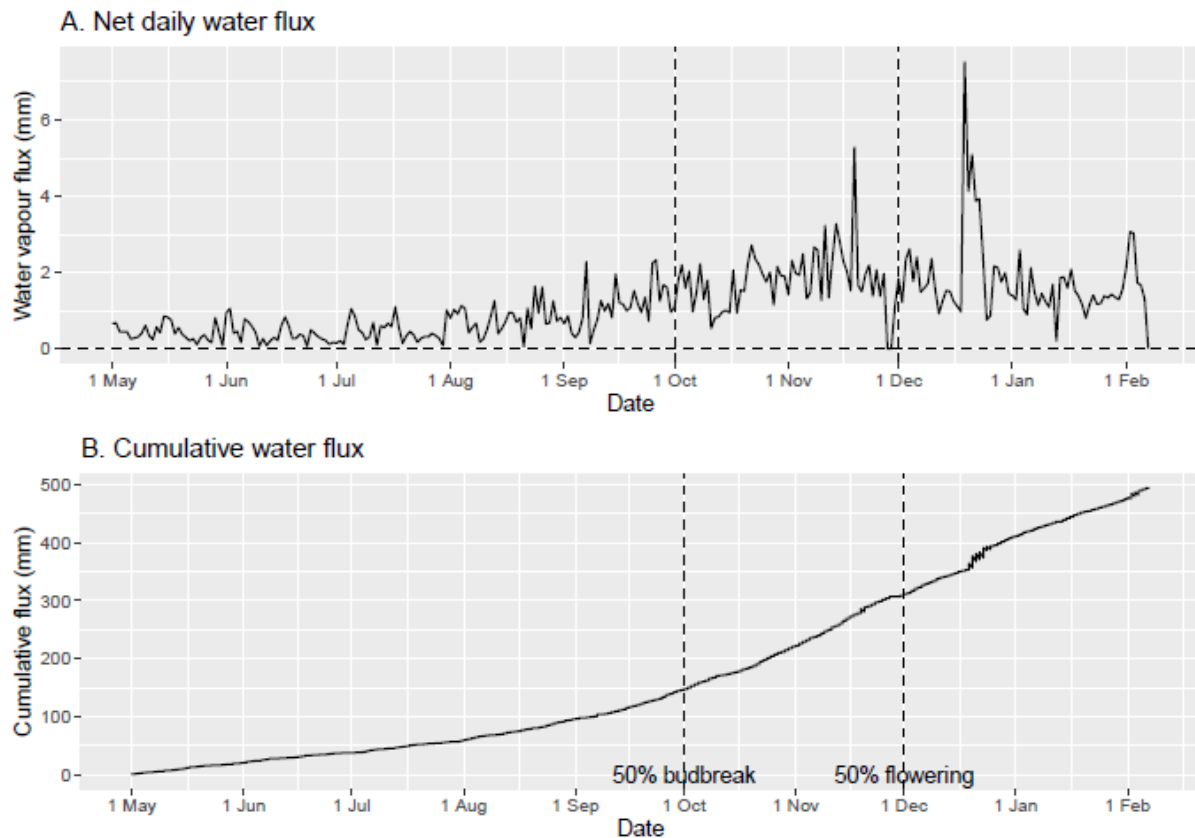 A. Net daily water flux
Water vapour flux (mm)
6
4
2
0
1 May 1 Jun 1 Jul 1 Aug 1 Sep 1 Oct 1 Nov 1 Dec 1 Jan 1 Feb
Date
B. Cumulative water flux
Cumulative flux (mm)
500
400
300
200
100
0
50% budbreak 50% flowering
1 May 1 Jun 1 Jul 1 Aug 1 Sep 1 Oct 1 Nov 1 Dec 1 Jan 1 Feb
Date